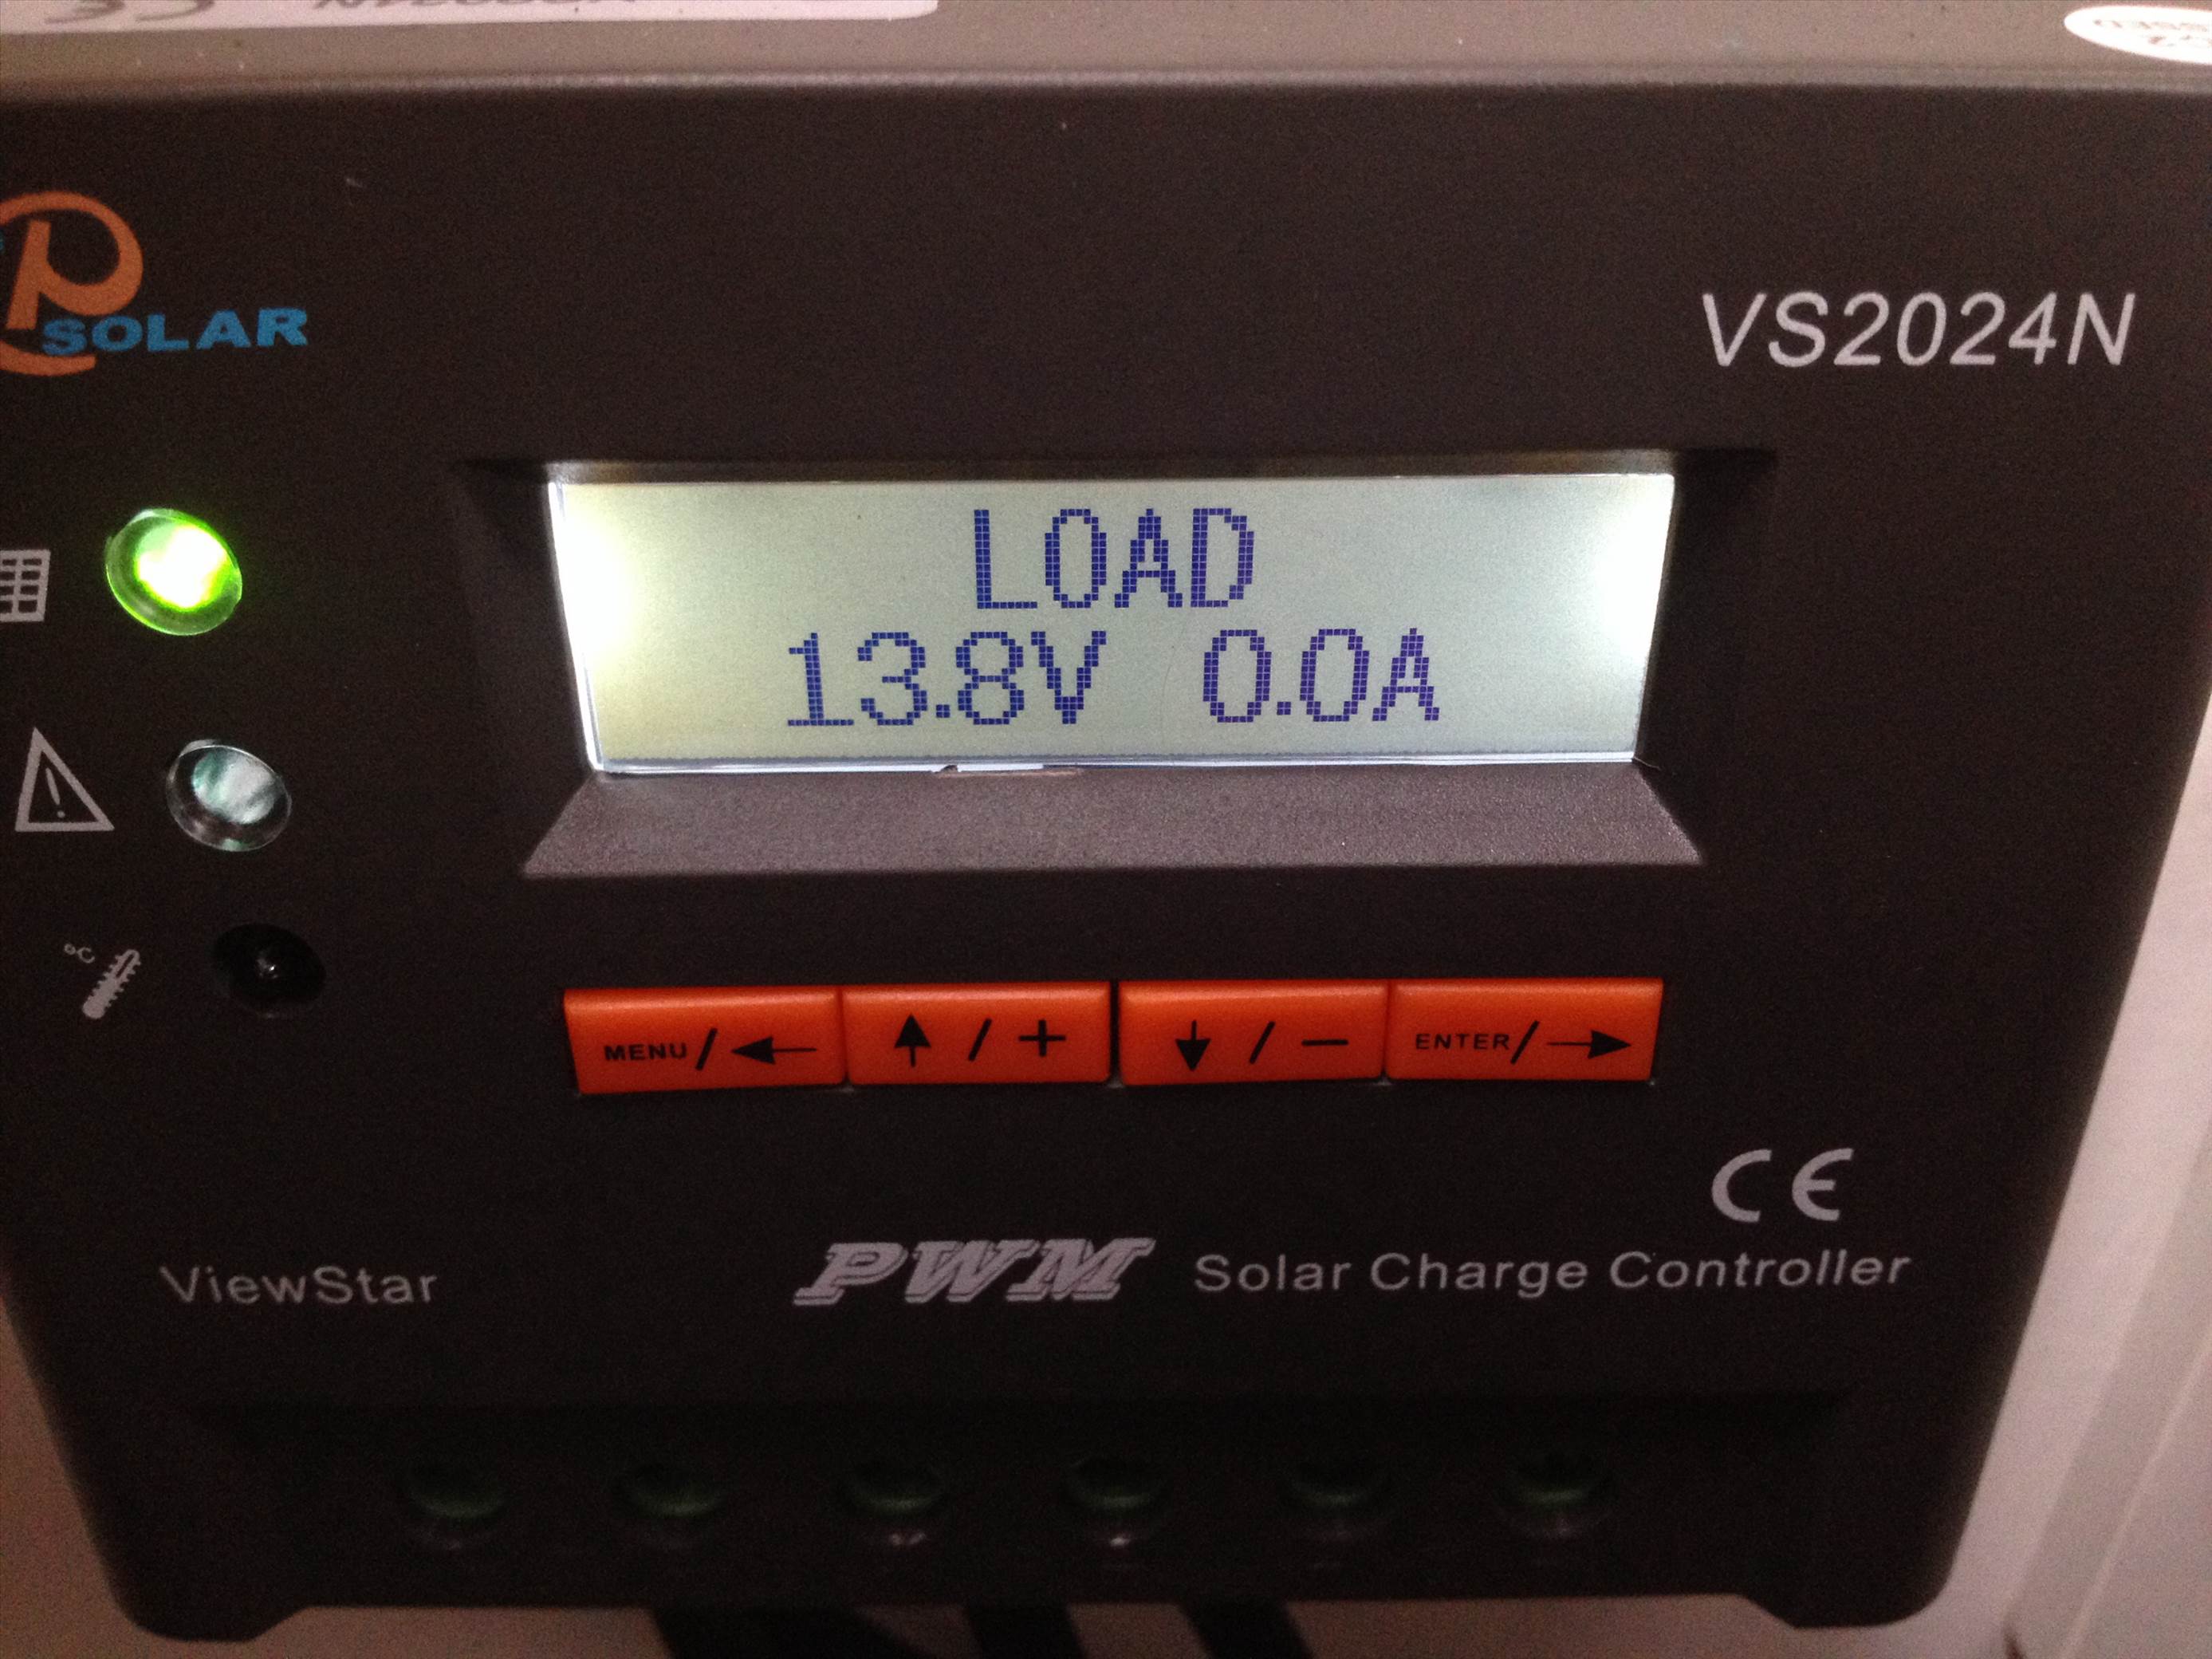 SOLAR
VS2024N
LOAD
13.8V 0.0A
°C
MENU/← ↑/+ ↓/− ENTER/→
CE
ViewStar PWM Solar Charge Controller